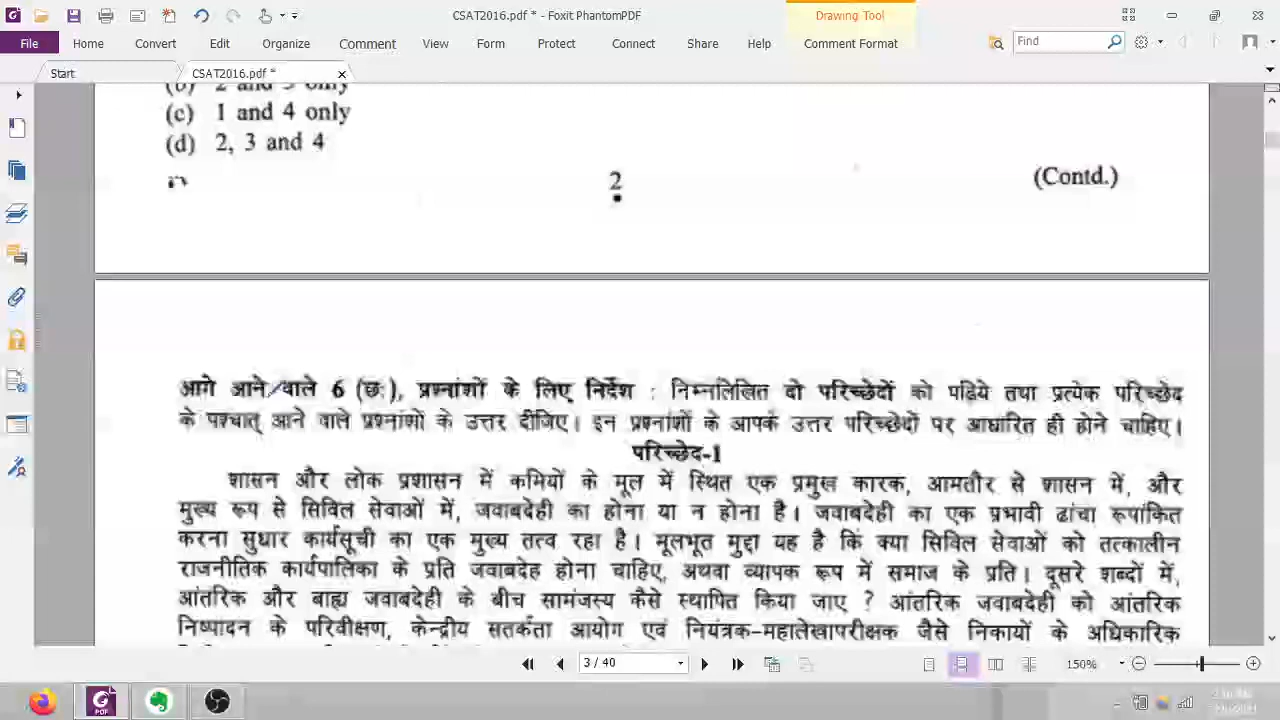 CSAT2016.pdf * - Foxit PhantomPDF
Drawing Tool
File Home Convert Edit Organize Comment View Form Protect Connect Share Help Comment Format
Find
Start CSAT2016.pdf *
(b) 2 and 3 only
(c) 1 and 4 only
(d) 2, 3 and 4
2 (Contd.)
आगे आने वाले 6 (छः), प्रश्नांशों के लिए निर्देश : निम्नलिखित दो परिच्छेदों को पढ़िये तथा प्रत्येक परिच्छेद
के पश्चात् आने वाले प्रश्नांशों के उत्तर दीजिए। इन प्रश्नांशों के आपके उत्तर परिच्छेदों पर आधारित ही होने चाहिए।
परिच्छेद-1
शासन और लोक प्रशासन में कमियों के मूल में स्थित एक प्रमुख कारक, आमतौर से शासन में, और
मुख्य रूप से सिविल सेवाओं में, जवाबदेही का होना या न होना है। जवाबदेही का एक प्रभावी ढांचा रूपांकित
करना सुधार कार्यसूची का एक मुख्य तत्व रहा है। मूलभूत मुद्दा यह है कि क्या सिविल सेवाओं को तत्कालीन
राजनीतिक कार्यपालिका के प्रति जवाबदेह होना चाहिए, अथवा व्यापक रूप में समाज के प्रति। दूसरे शब्दों में,
आंतरिक और बाह्य जवाबदेही के बीच सामंजस्य कैसे स्थापित किया जाए ? आंतरिक जवाबदेही को आंतरिक
निष्पादन के परिवीक्षण, केन्द्रीय सतर्कता आयोग एवं नियंत्रक-महालेखापरीक्षक जैसे निकायों के अधिकारिक
3 / 40
150%